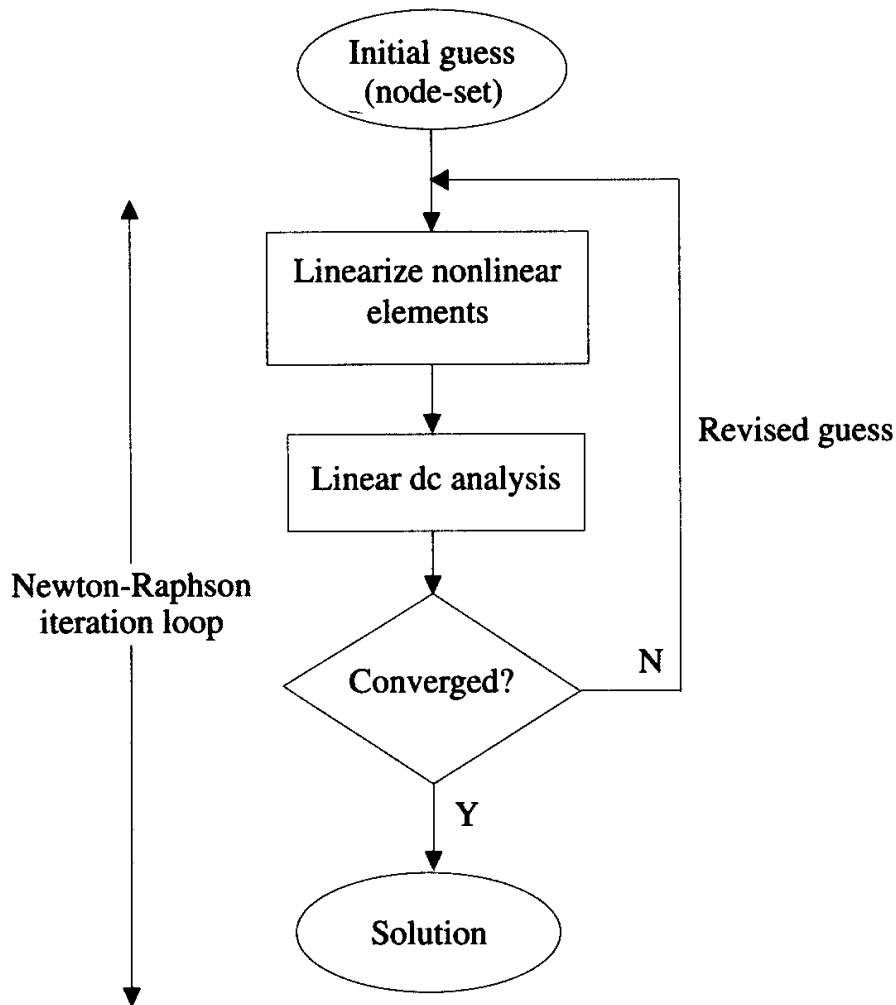 Initial guess
(node-set)
Linearize nonlinear
elements
Revised guess
Linear dc analysis
Newton-Raphson
iteration loop
Converged?
N
Y
Solution